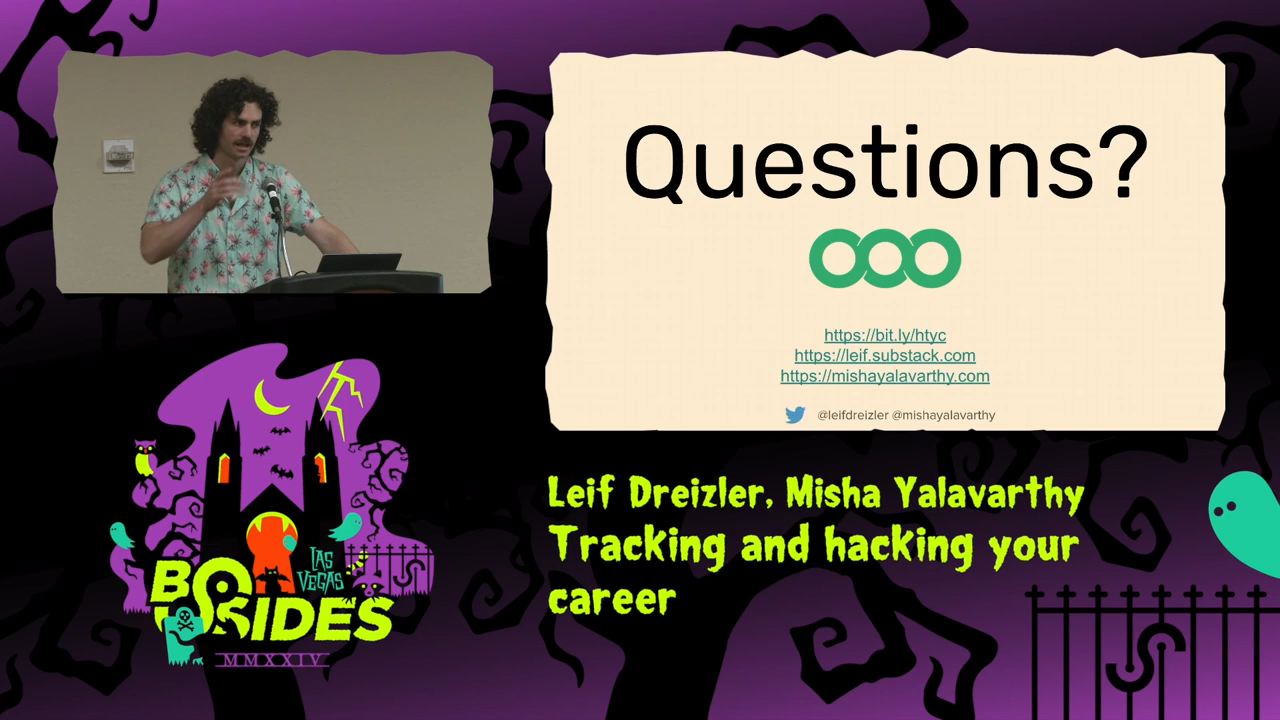 Questions?
https://bit.ly/htyc
https://leif.substack.com
https://mishayalavarthy.com
@leifdreizler @mishayalavarthy
LAS
VEGAS
BSIDES
MMXXIV
Leif Dreizler, Misha Yalavarthy
Tracking and hacking your
career